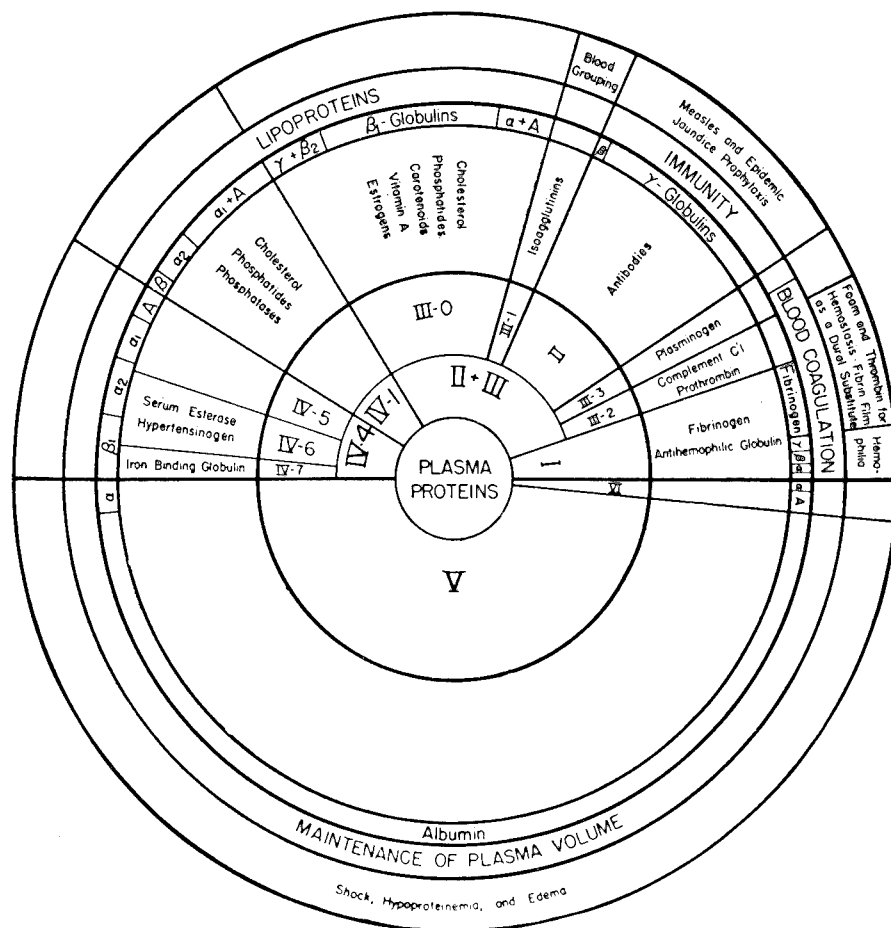 Blood
Grouping
Measles and Epidemic
Jaundice Prophylaxis
LIPOPROTEINS
IMMUNITY
BLOOD COAGULATION
Foam and Thrombin for
Hemostasis · Fibrin Film
as a Dural Substitute
Hemo-
philia
α
β1
α2
α1
A
β
α2
α1+A
γ+β2
β1-Globulins
α+A
β
γ-Globulins
Fibrinogen
γ
β
α
α
A
Cholesterol
Phosphatides
Phosphatases
Cholesterol
Phosphatides
Carotenoids
Vitamin A
Estrogens
Isoagglutinins
Antibodies
Plasminogen
Complement C'1
Prothrombin
Fibrinogen
Antihemophilic Globulin
Serum Esterase
Hypertensinogen
Iron Binding Globulin
III-0
III-1
II
III-3
III-2
II+III
IV-1
IV-4
IV-5
IV-6
IV-7
I
VI
PLASMA
PROTEINS
V
Albumin
MAINTENANCE OF PLASMA VOLUME
Shock, Hypoproteinemia, and Edema